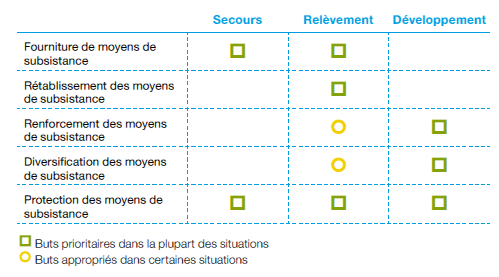 Secours Relèvement Développement
Fourniture de moyens de
subsistance
Rétablissement des moyens
de subsistance
Renforcement des moyens
de subsistance
Diversification des moyens
de subsistance
Protection des moyens de
subsistance
Buts prioritaires dans la plupart des situations
Buts appropriés dans certaines situations